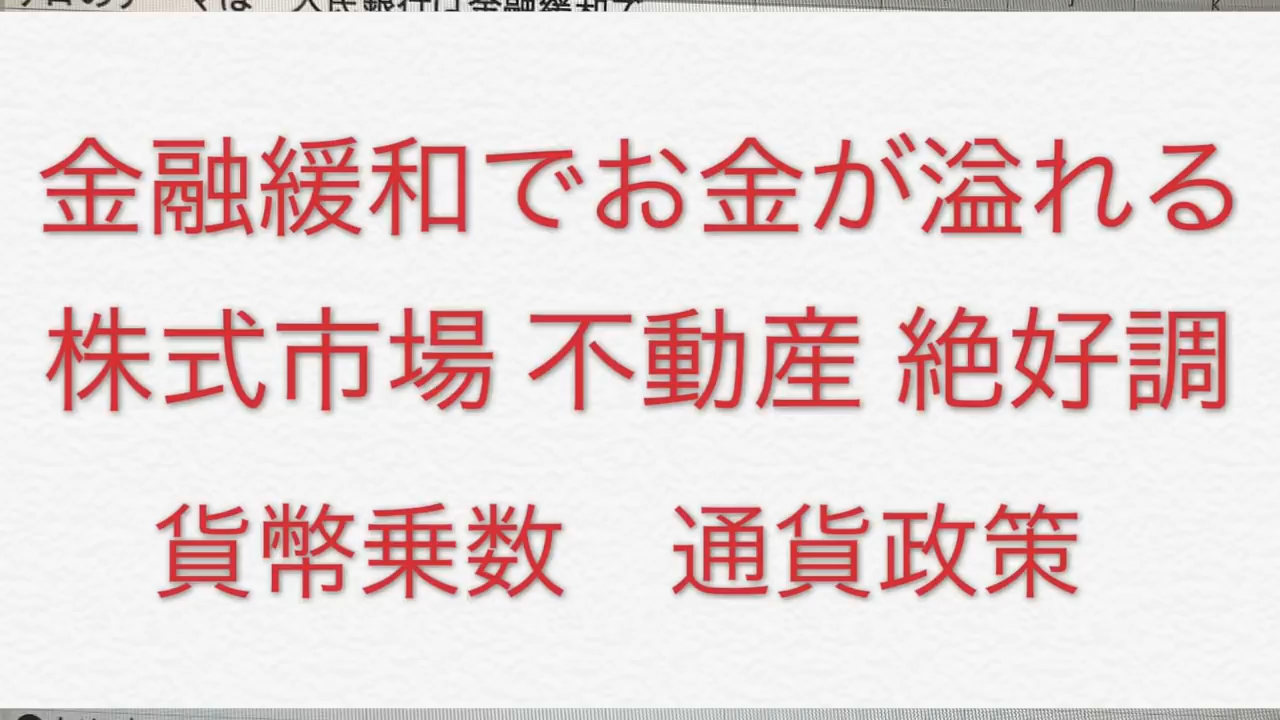 金融緩和でお金が溢れる
株式市場 不動産 絶好調
貨幣乗数　通貨政策